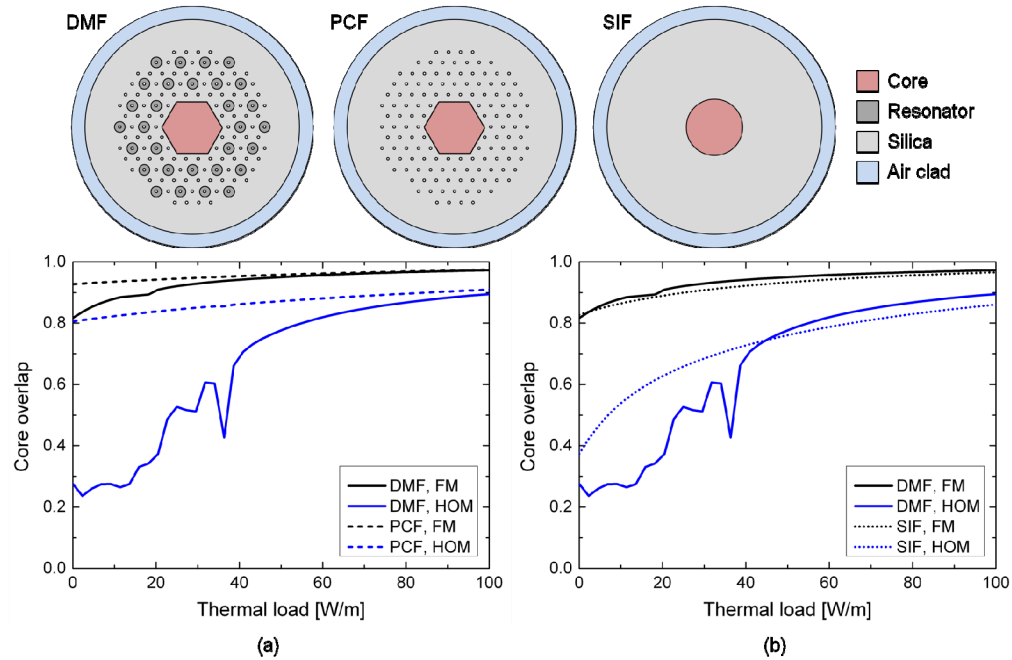 DMF
PCF
SIF
Core
Resonator
Silica
Air clad
Core overlap
1.0
0.8
0.6
0.4
0.2
0.0
0
20
40
60
80
100
Thermal load [W/m]
DMF, FM
DMF, HOM
PCF, FM
PCF, HOM
(a)
Core overlap
1.0
0.8
0.6
0.4
0.2
0.0
0
20
40
60
80
100
Thermal load [W/m]
DMF, FM
DMF, HOM
SIF, FM
SIF, HOM
(b)